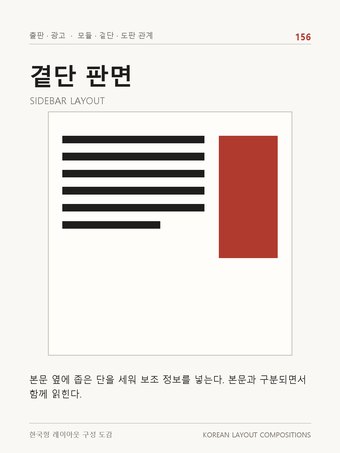 출판 · 광고 · 모듈 · 곁단 · 도판 관계
156
곁단 판면
SIDEBAR LAYOUT
본문 옆에 좁은 단을 세워 보조 정보를 넣는다. 본문과 구분되면서
함께 읽힌다.
한국형 레이아웃 구성 도감
KOREAN LAYOUT COMPOSITIONS